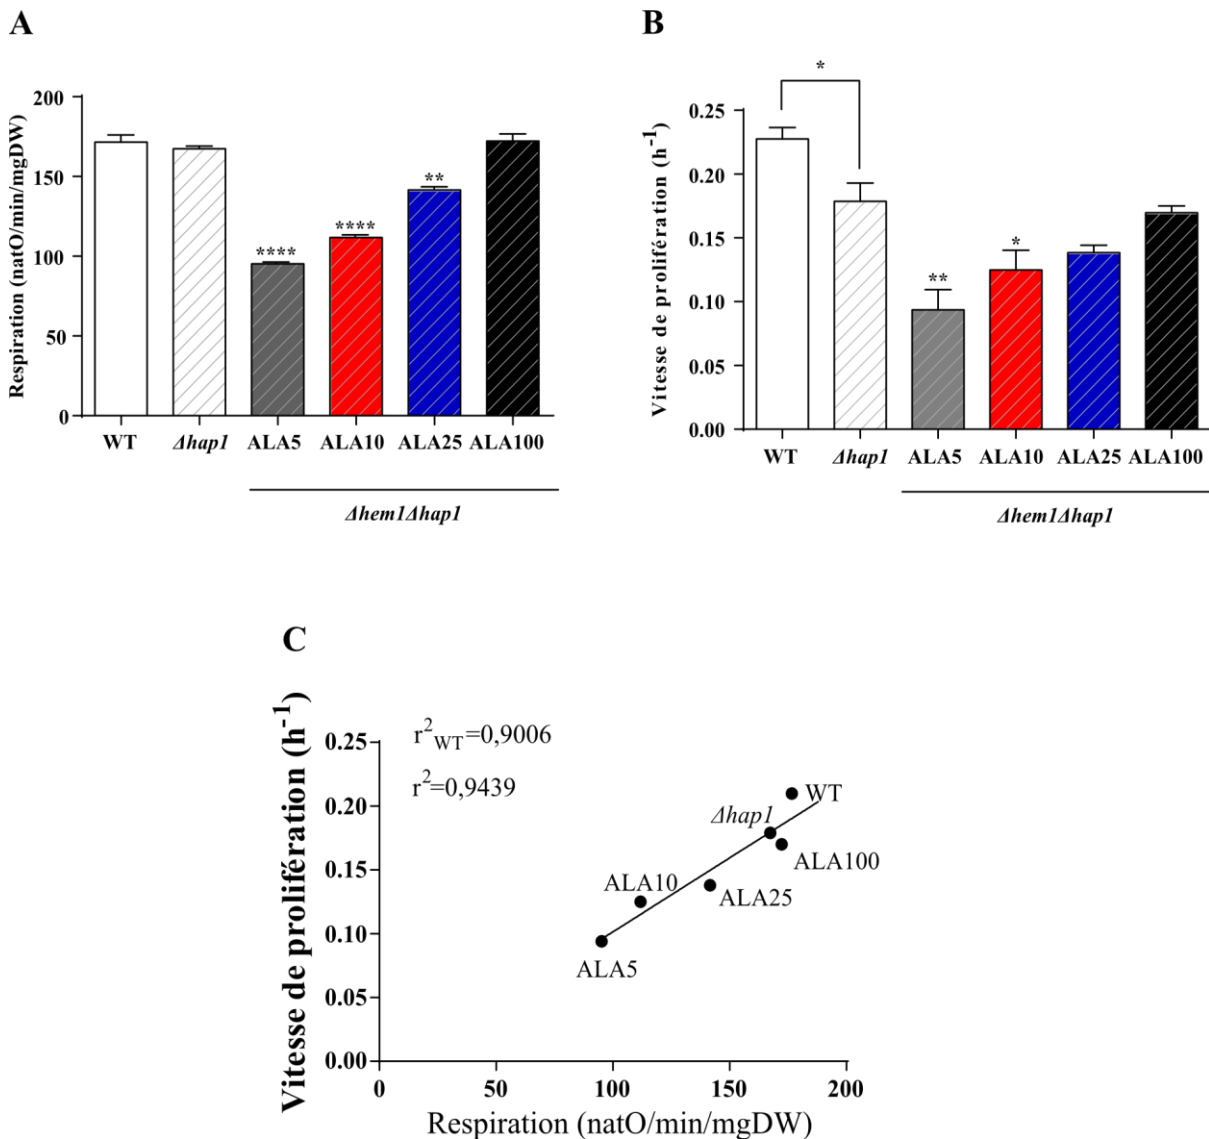 A
Respiration (natO/min/mgDW)
200
150
100
50
0
****
****
**
WT
Δhap1
ALA5
ALA10
ALA25
ALA100
Δhem1Δhap1
B
Vitesse de prolifération (h-1)
0.25
0.20
0.15
0.10
0.05
0.00
*
**
*
WT
Δhap1
ALA5
ALA10
ALA25
ALA100
Δhem1Δhap1
C
Vitesse de prolifération (h-1)
0.25
0.20
0.15
0.10
0.05
0.00
r2WT=0,9006
r2=0,9439
WT
Δhap1
ALA100
ALA10
ALA25
ALA5
0
100
150
200
Respiration (natO/min/mgDW)